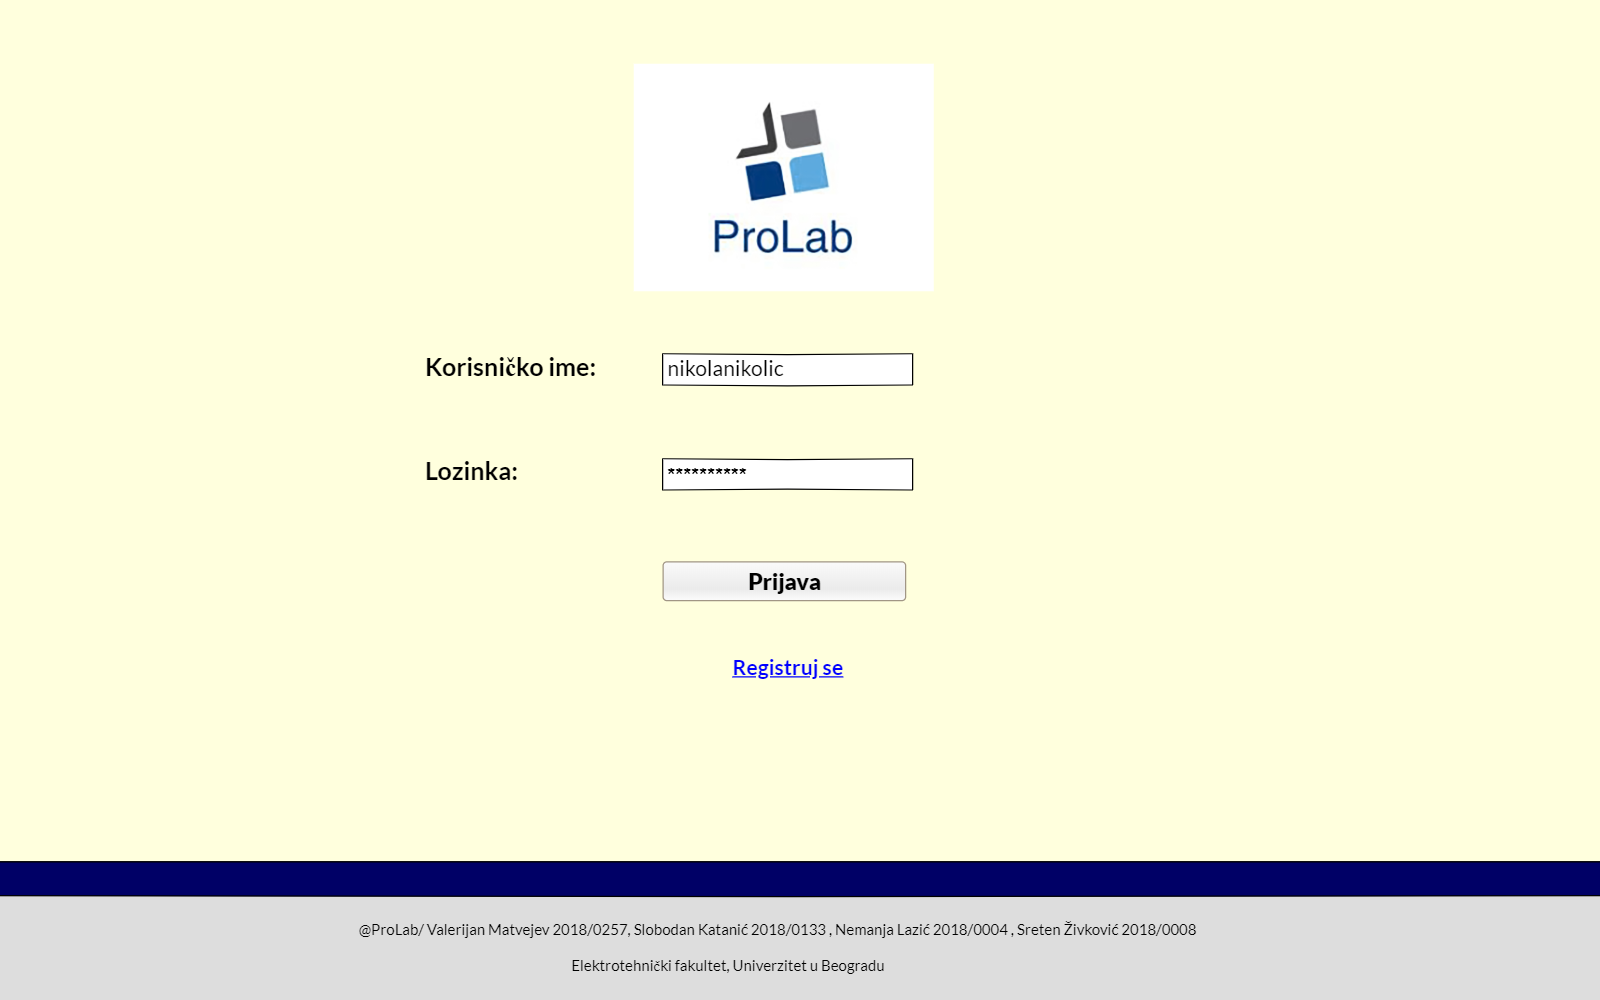 ProLab
Korisničko ime: nikolanikolic
Lozinka: **********
Prijava
Registruj se
@ProLab/ Valerijan Matvejev 2018/0257, Slobodan Katanić 2018/0133 , Nemanja Lazić 2018/0004 , Sreten Živković 2018/0008
Elektrotehnički fakultet, Univerzitet u Beogradu